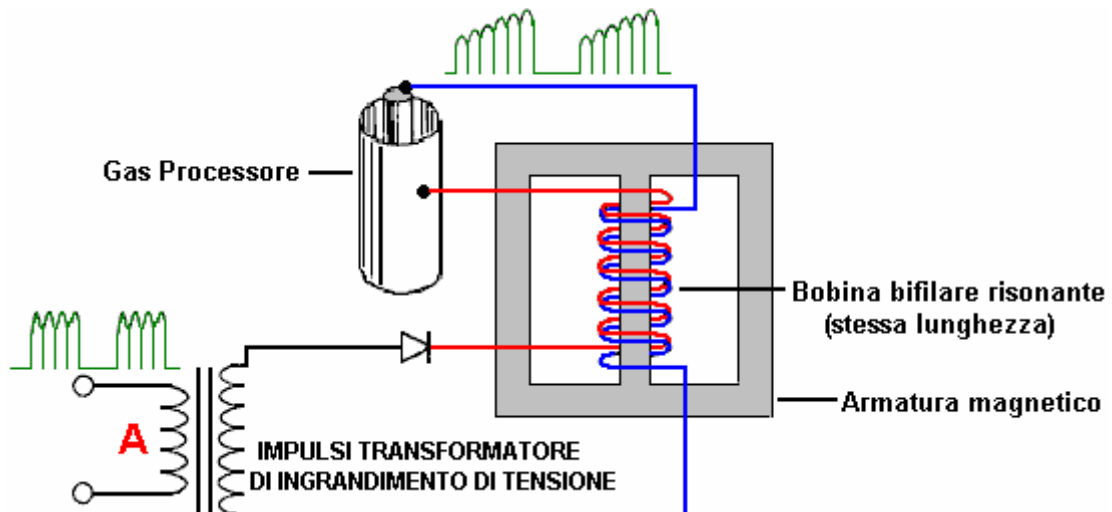 Gas Processore
Bobina bifilare risonante
(stessa lunghezza)
Armatura magnetico
A
IMPULSI TRANSFORMATORE
DI INGRANDIMENTO DI TENSIONE